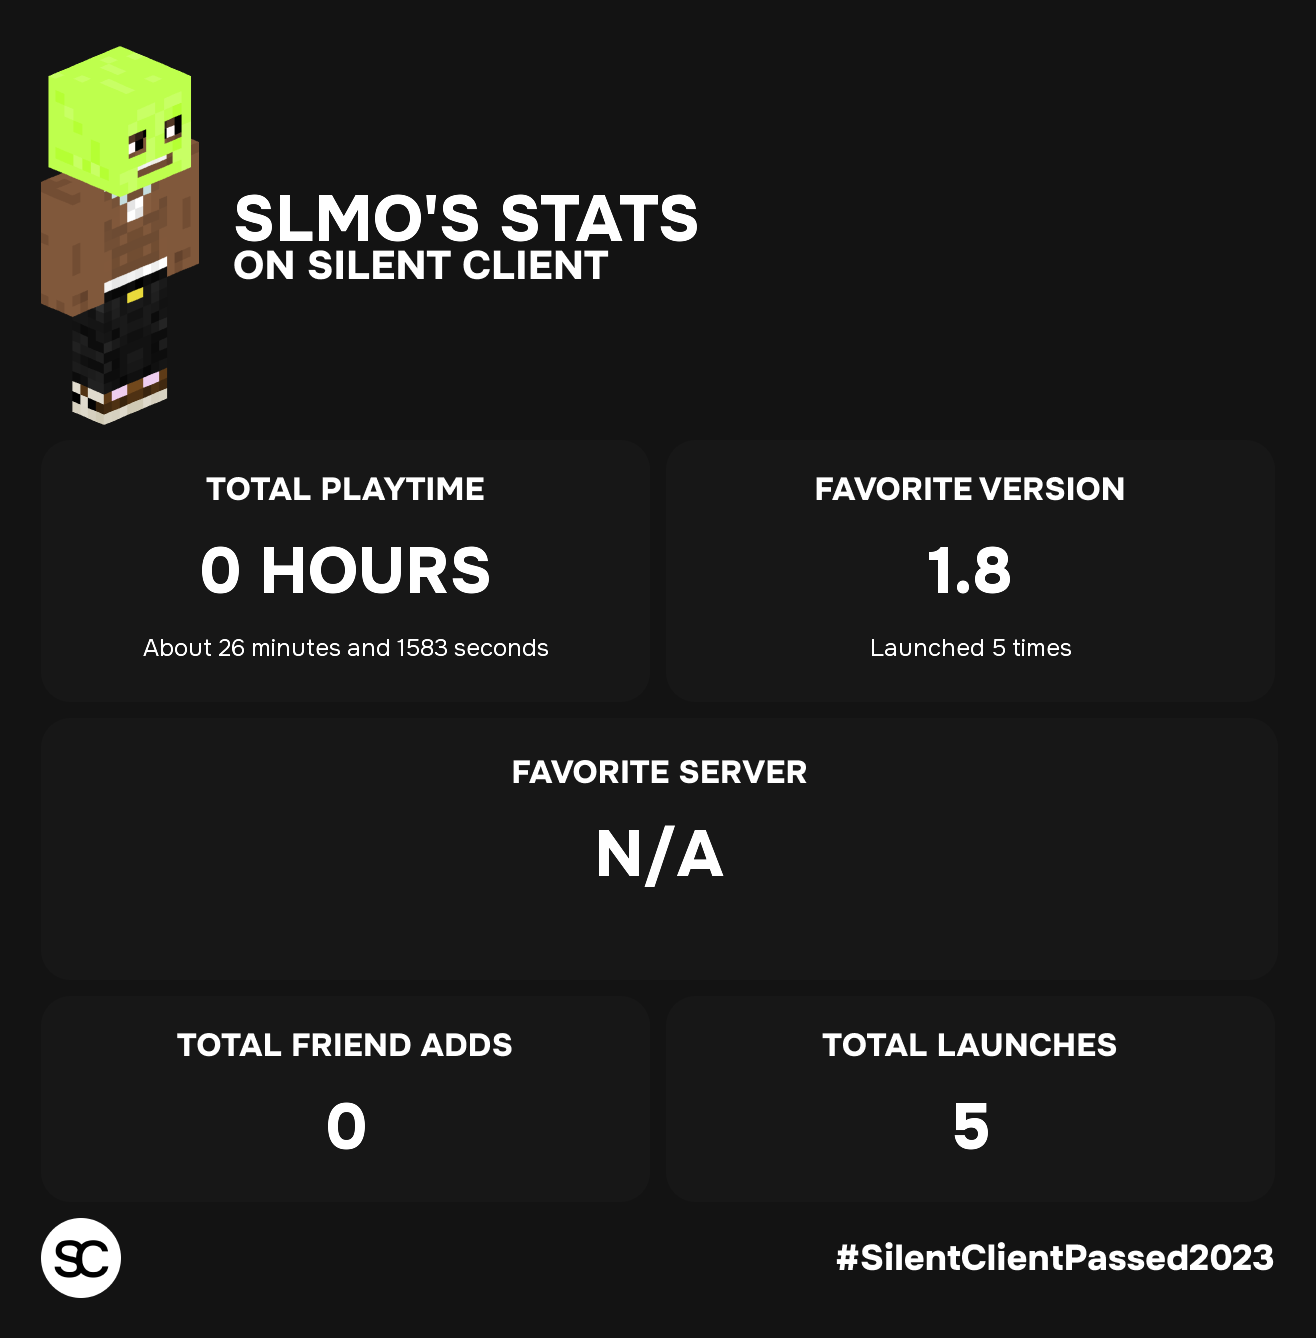 SLMO'S STATS
ON SILENT CLIENT
TOTAL PLAYTIME
0 HOURS
About 26 minutes and 1583 seconds
FAVORITE VERSION
1.8
Launched 5 times
FAVORITE SERVER
N/A
TOTAL FRIEND ADDS
0
TOTAL LAUNCHES
5
SC
#SilentClientPassed2023